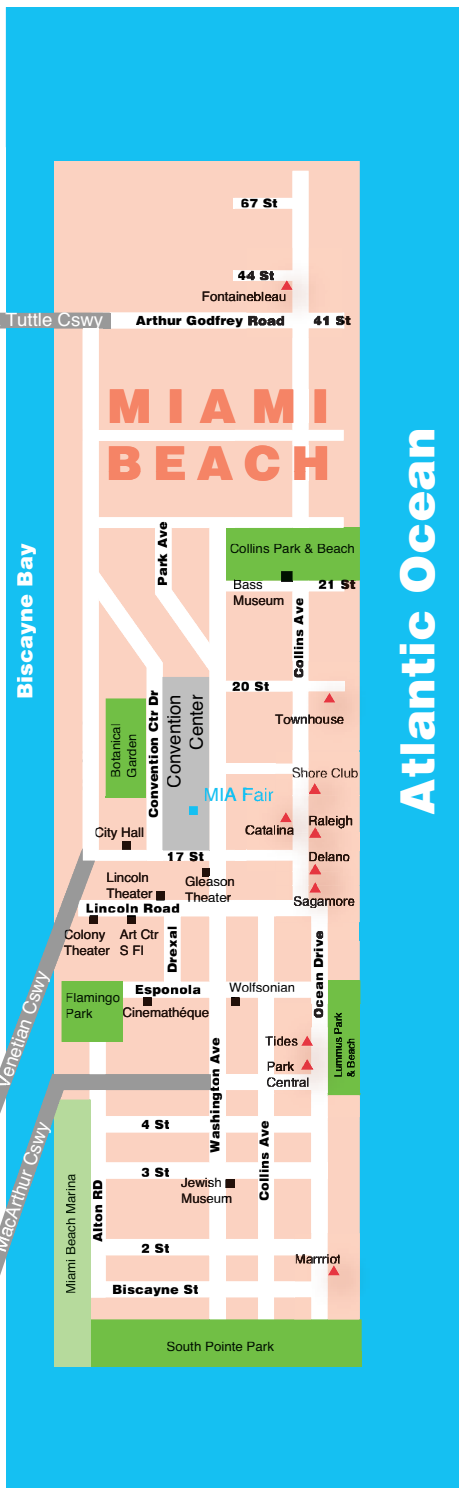 67 St
44 St
Fontainebleau
Tuttle Cswy
Arthur Godfrey Road
41 St
MIAMI
BEACH
Atlantic Ocean
Biscayne Bay
Park Ave
Collins Park & Beach
Bass
Museum
21 St
Collins Ave
20 St
Townhouse
Convention Ctr Dr
Convention
Center
Botanical
Garden
Shore Club
MIA Fair
Catalina
Raleigh
City Hall
17 St
Delano
Lincoln
Theater
Gleason
Theater
Sagamore
Lincoln Road
Colony
Theater
Art Ctr
S Fl
Drexal
Ocean Drive
Venetian Cswy
Flamingo
Park
Esponola
Cinemathéque
Wolfsonian
Lummus Park
& Beach
Tides
Park
Central
Washington Ave
MacArthur Cswy
4 St
Collins Ave
3 St
Jewish
Museum
Alton RD
Miami Beach Marina
2 St
Marrriot
Biscayne St
South Pointe Park